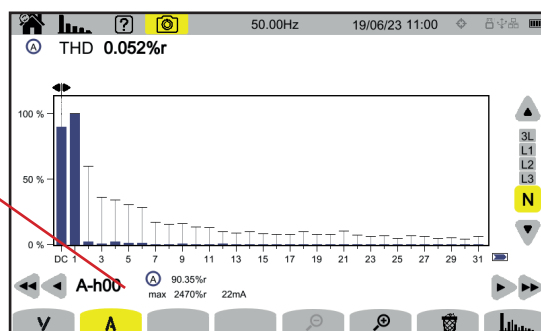 ? 50.00Hz 19/06/23 11:00
A THD 0.052%r
100 %
50 %
0 %
DC 1 3 5 7 9 11 13 15 17 19 21 23 25 27 29 31
3L
L1
L2
L3
N
A-h00 A 90.35%r
max 2470%r 22mA
V A